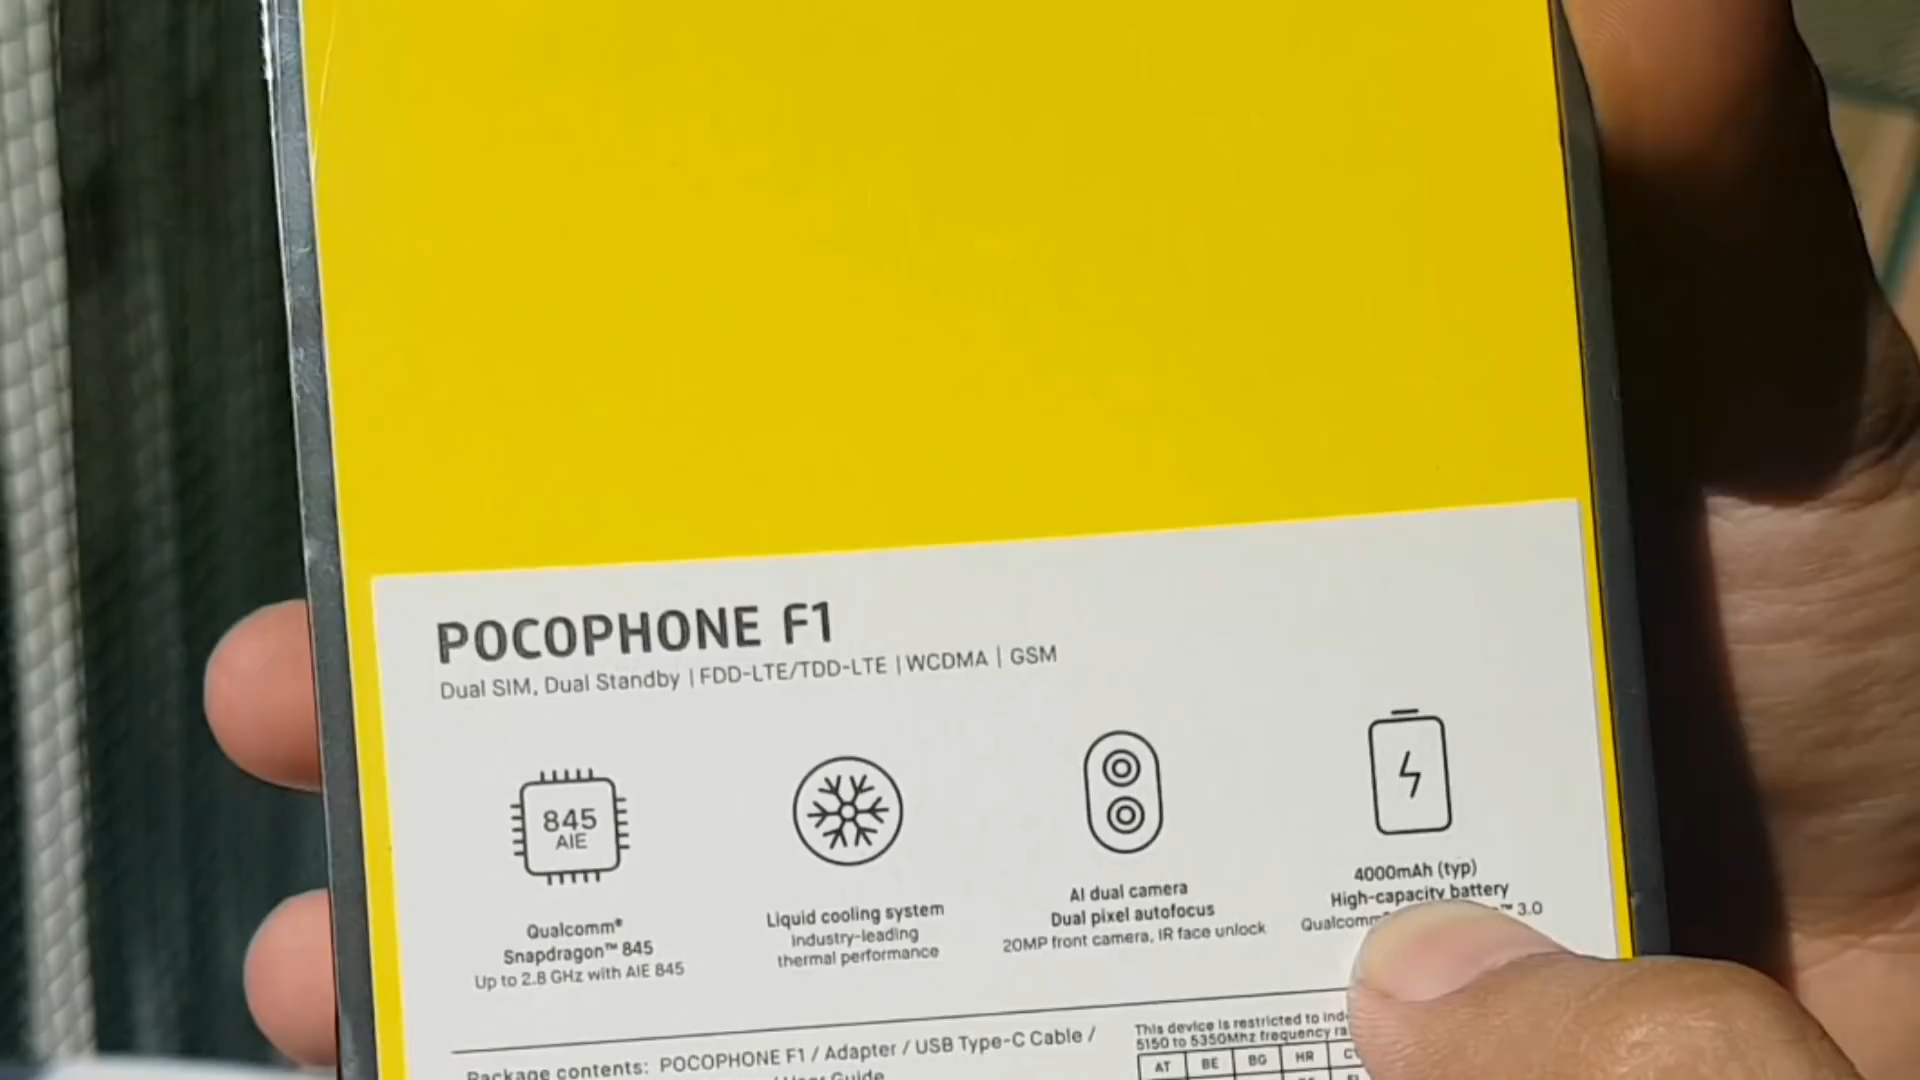 POCOPHONE F1
Dual SIM, Dual Standby | FDD-LTE/TDD-LTE | WCDMA | GSM
845
AIE
Qualcomm®
Snapdragon™ 845
Up to 2.8 GHz with AIE 845
Liquid cooling system
Industry-leading
thermal performance
AI dual camera
Dual pixel autofocus
20MP front camera, IR face unlock
4000mAh (typ)
High-capacity battery
Qualcomm® ™ 3.0
Package contents: POCOPHONE F1 / Adapter / USB Type-C Cable /
Guide
This device is restricted to
5150 to 5350Mhz frequency
AT BE BG HR